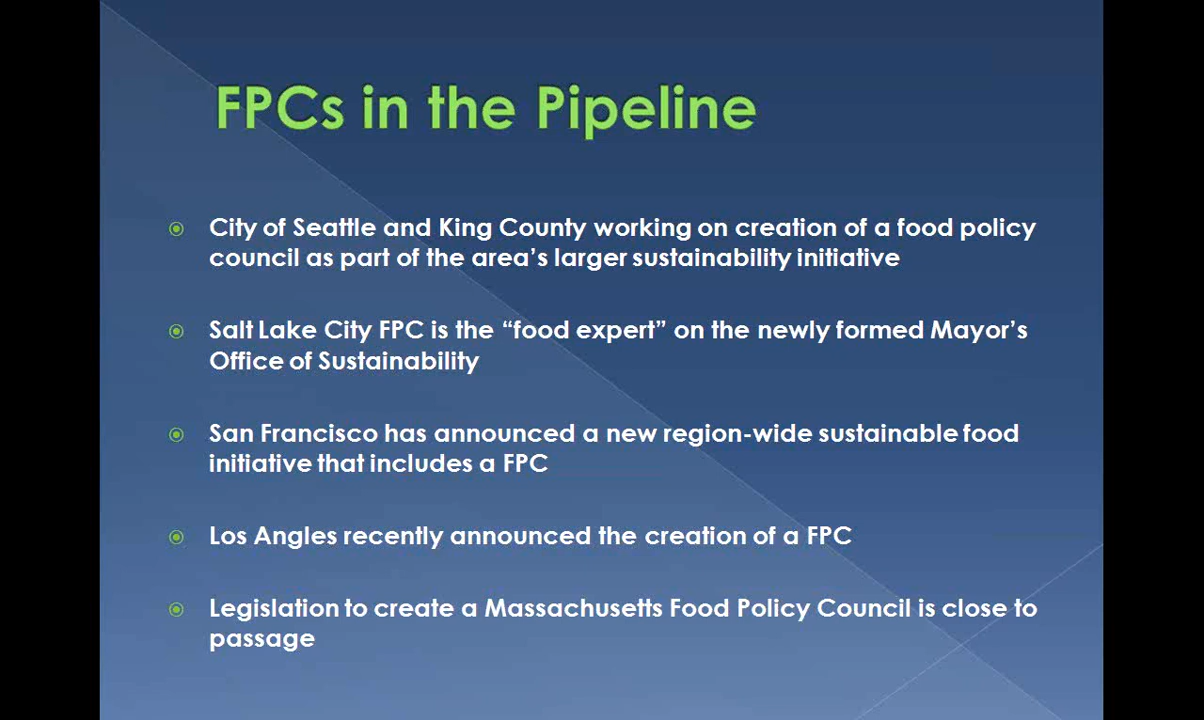 FPCs in the Pipeline
City of Seattle and King County working on creation of a food policy
council as part of the area’s larger sustainability initiative
Salt Lake City FPC is the “food expert” on the newly formed Mayor’s
Office of Sustainability
San Francisco has announced a new region-wide sustainable food
initiative that includes a FPC
Los Angles recently announced the creation of a FPC
Legislation to create a Massachusetts Food Policy Council is close to
passage